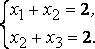 x₁ + x₂ = 2,
x₂ + x₃ = 2.